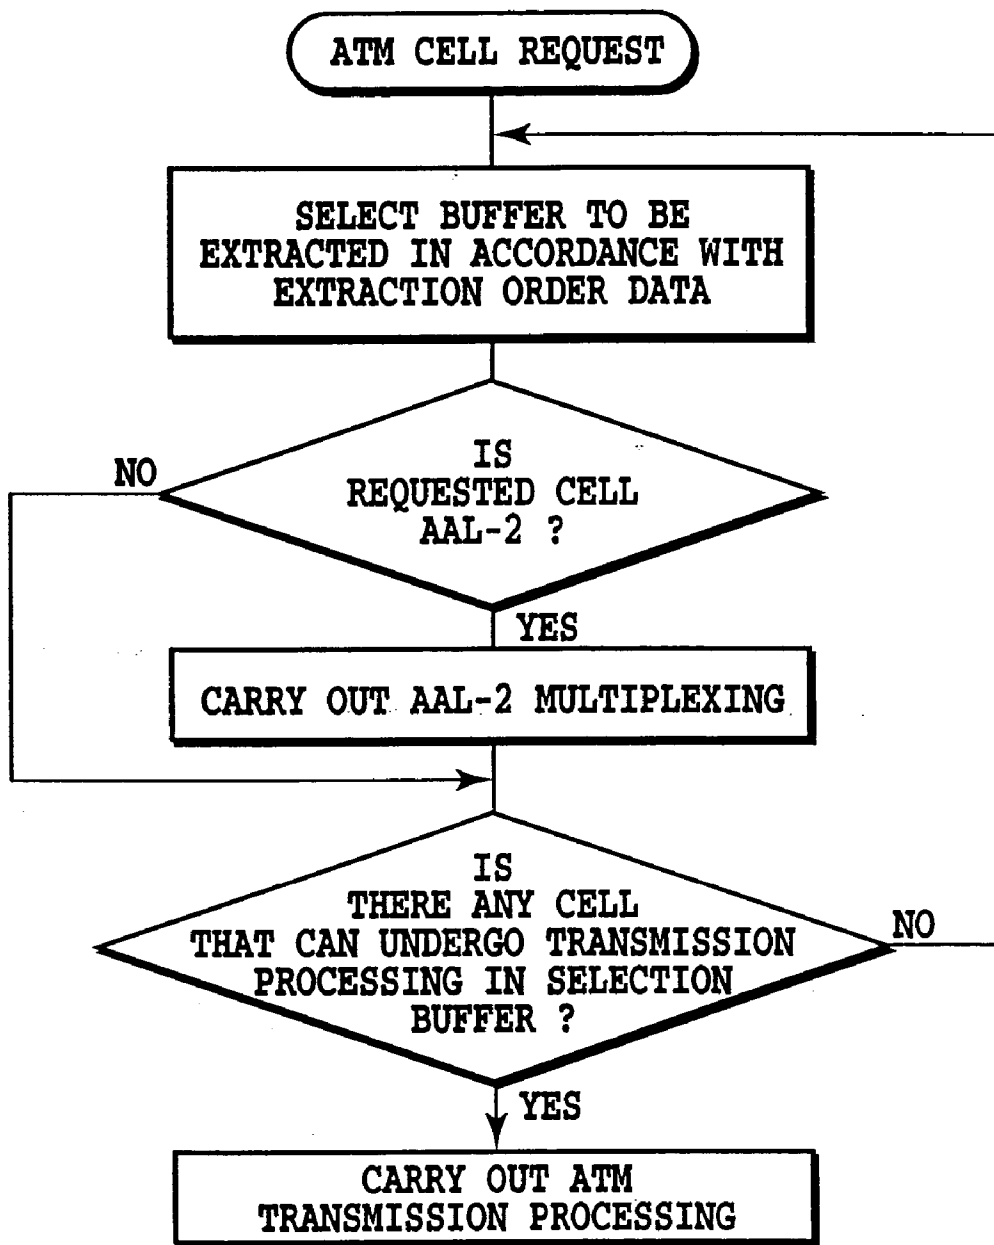 ATM CELL REQUEST
SELECT BUFFER TO BE
EXTRACTED IN ACCORDANCE WITH
EXTRACTION ORDER DATA
IS
REQUESTED CELL
AAL-2 ?
NO
YES
CARRY OUT AAL-2 MULTIPLEXING
IS
THERE ANY CELL
THAT CAN UNDERGO TRANSMISSION
PROCESSING IN SELECTION
BUFFER ?
NO
YES
CARRY OUT ATM
TRANSMISSION PROCESSING